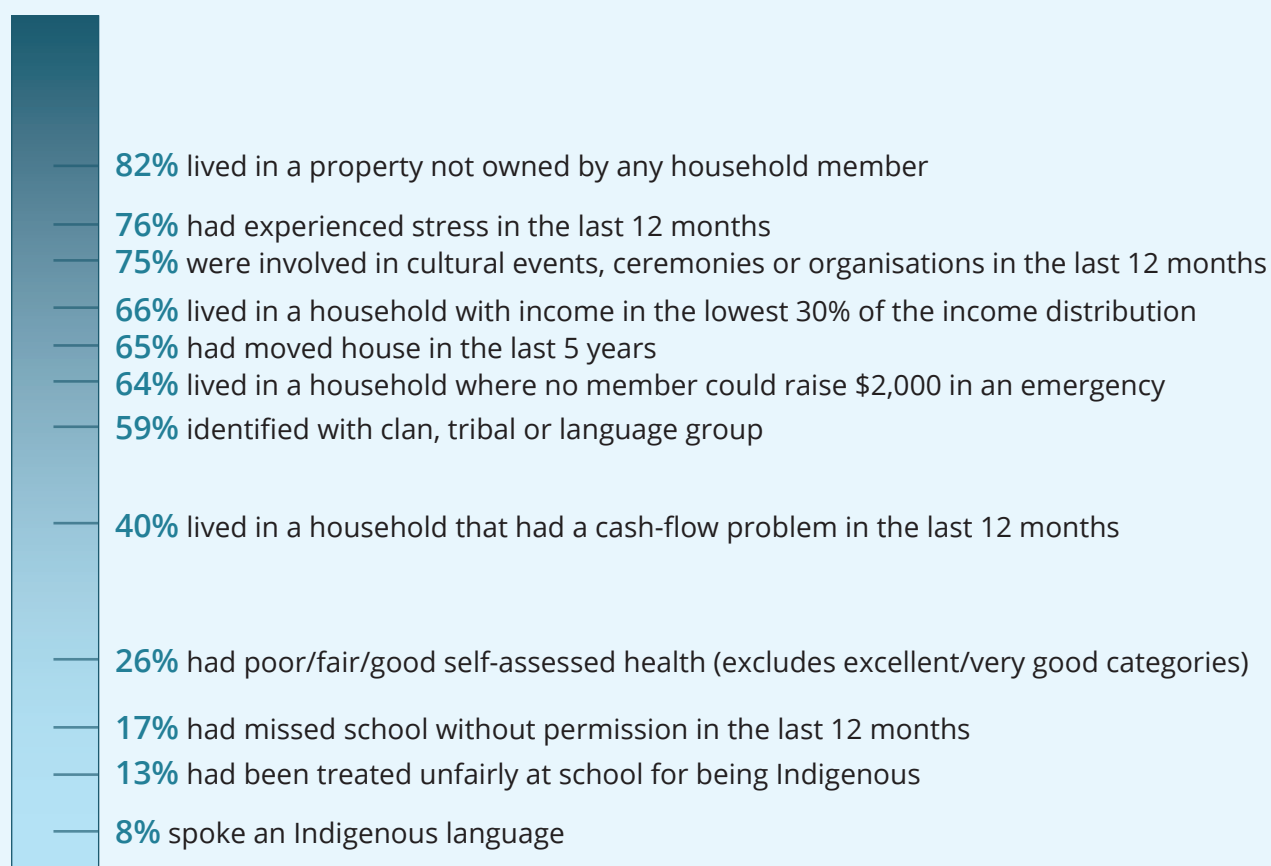 82% lived in a property not owned by any household member
76% had experienced stress in the last 12 months
75% were involved in cultural events, ceremonies or organisations in the last 12 months
66% lived in a household with income in the lowest 30% of the income distribution
65% had moved house in the last 5 years
64% lived in a household where no member could raise $2,000 in an emergency
59% identified with clan, tribal or language group
40% lived in a household that had a cash-flow problem in the last 12 months
26% had poor/fair/good self-assessed health (excludes excellent/very good categories)
17% had missed school without permission in the last 12 months
13% had been treated unfairly at school for being Indigenous
8% spoke an Indigenous language